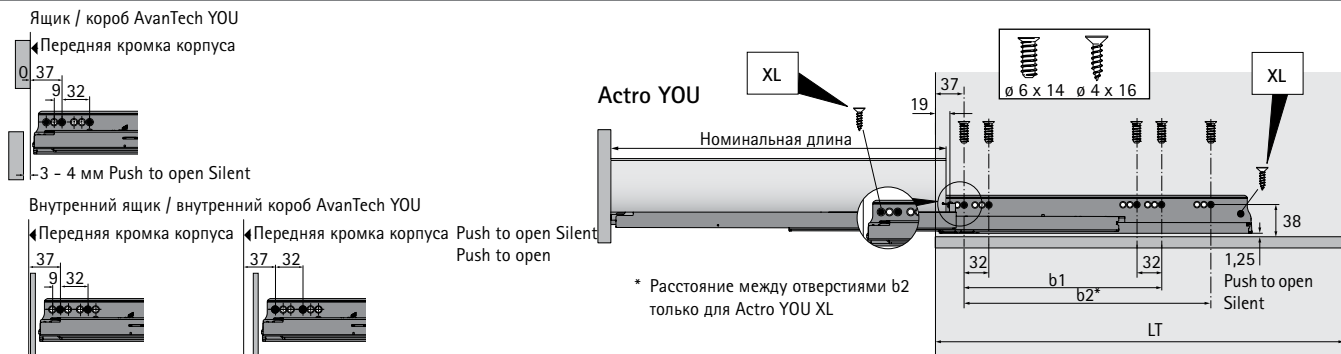 Ящик / короб AvanTech YOU
Передняя кромка корпуса
0
37
9
32
3 - 4 мм Push to open Silent
Внутренний ящик / внутренний короб AvanTech YOU
Передняя кромка корпуса
37
9
32
Передняя кромка корпуса
Push to open Silent
Push to open
37
32
Actro YOU
XL
ø 6 x 14
ø 4 x 16
XL
37
19
Номинальная длина
38
32
32
b1
b2*
1,25
Push to open
Silent
LT
* Расстояние между отверстиями b2
только для Actro YOU XL